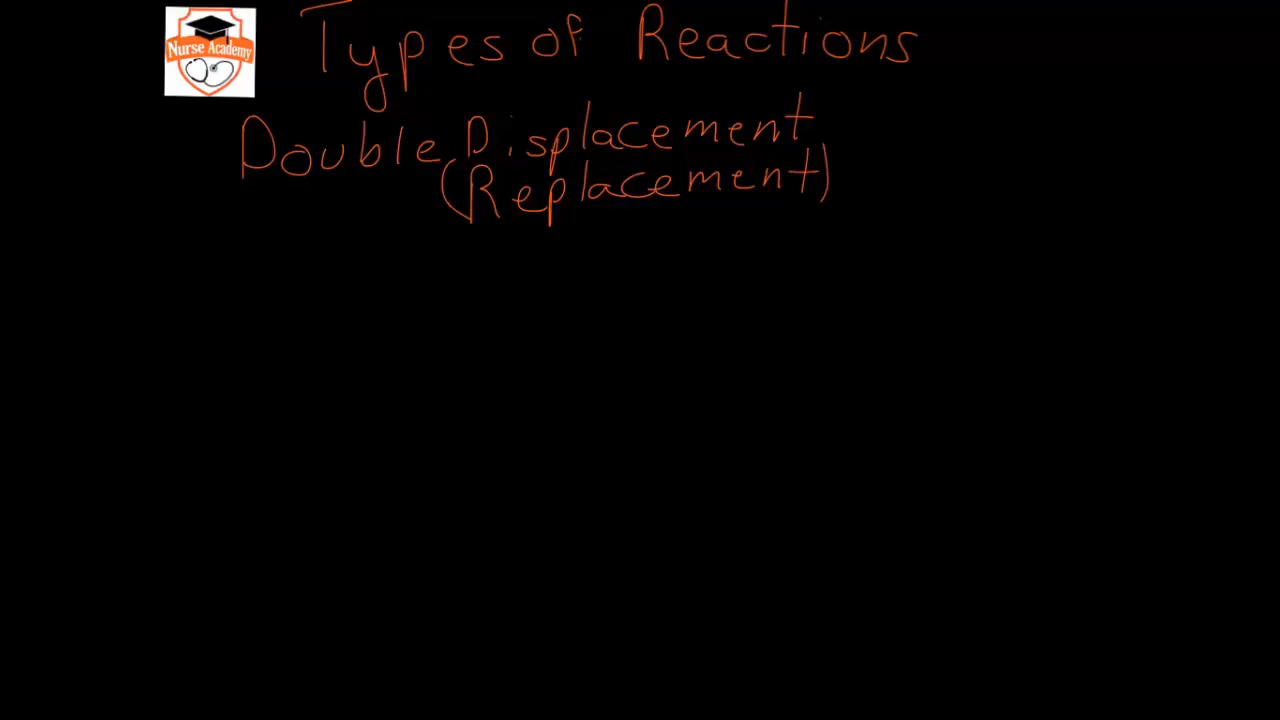 Nurse Academy
Types of Reactions
Double Displacement
(Replacement)